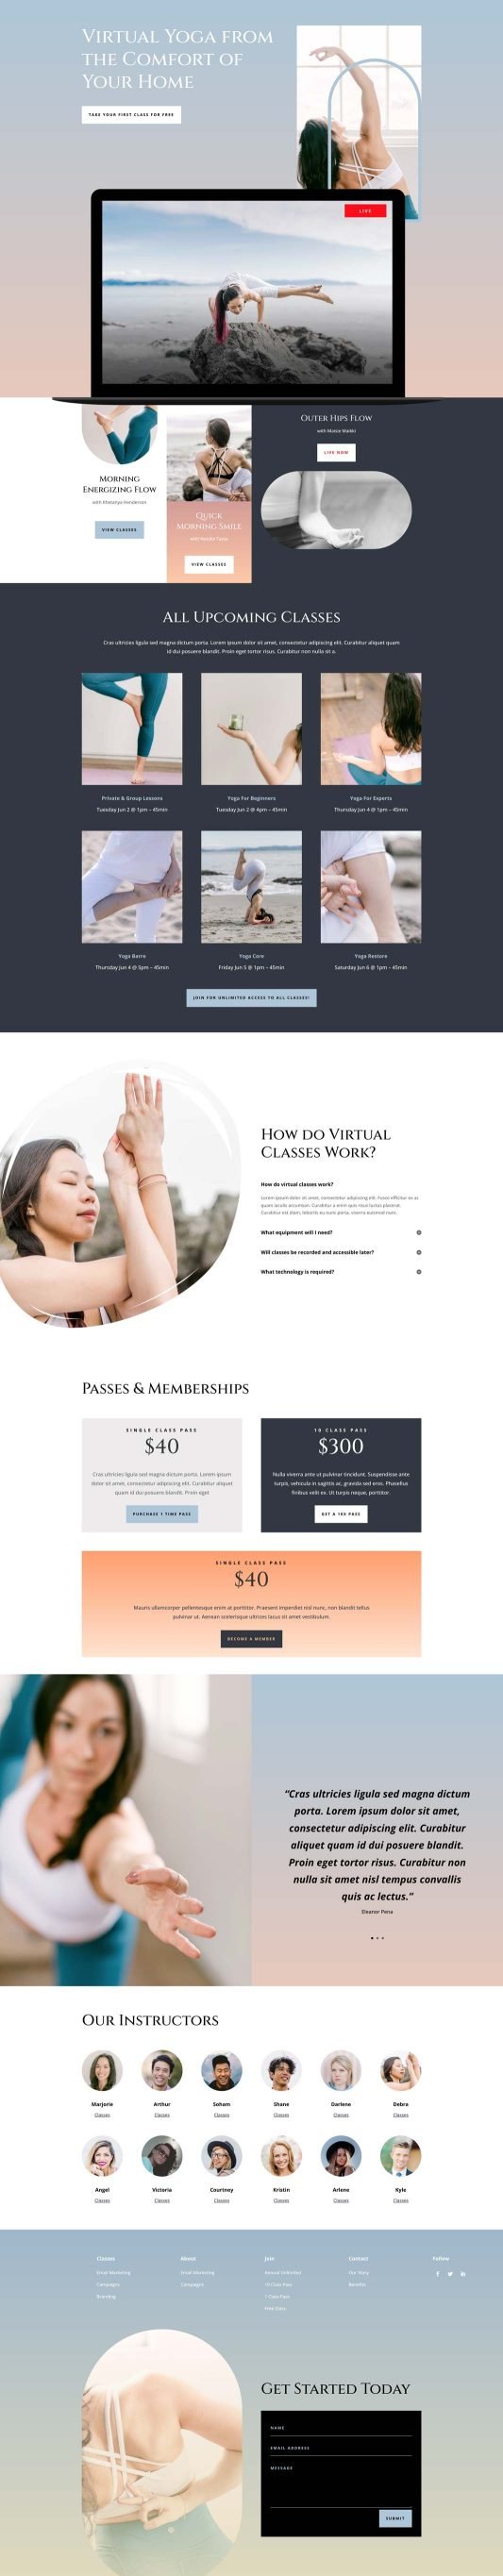 Virtual Yoga from
the Comfort of
Your Home
TAKE YOUR FIRST CLASS FOR FREE
LIVE
Morning
Energizing Flow
with Khatunya Henderson
VIEW CLASSES
Quick
Morning Smile
VIEW CLASSES
Outer Hips Flow
with Maisie Markki
LIVE NOW
All Upcoming Classes
Cras ultricies ligula sed magna dictum porta. Lorem ipsum dolor sit amet, consectetur adipiscing elit. Curabitur aliquet quam
id dui posuere blandit. Proin eget tortor risus. Curabitur non nulla sit a.
Private & Group Lessons
Tuesday Jun 2 @ 1pm – 45min
Yoga For Beginners
Tuesday Jun 2 @ 4pm – 45min
Yoga For Experts
Thursday Jun 4 @ 1pm – 45min
Yoga Barre
Thursday Jun 4 @ 5pm – 45min
Yoga Core
Friday Jun 5 @ 1pm – 45min
Yoga Restore
Saturday Jun 6 @ 1pm – 45min
JOIN FOR UNLIMITED ACCESS TO ALL CLASSES!
How do Virtual
Classes Work?
How do virtual classes work?
Lorem ipsum dolor sit amet, consectetur adipiscing elit. Fusce efficitur ex ac
quam iaculis accumsan. Curabitur a enim quis risus luctus placerat.
Curabitur est diam, lobortis eu nunc porta, viverra euismod nunc.
What equipment will I need?
Will classes be recorded and accessible later?
What technology is required?
Passes & Memberships
SINGLE CLASS PASS
$40
Cras ultricies ligula sed magna dictum porta. Lorem ipsum
dolor sit amet, consectetur adipiscing elit. Curabitur aliquet
quam id dui posuere blandit. Proin eget
PURCHASE 1 TIME PASS
10 CLASS PASS
$300
Nulla viverra ante ut pulvinar tincidunt. Suspendisse ante
turpis, vehicula in sagittis ac, gravida sed eros. Phasellus
finibus velit ex. Ut turpis neque, porttitor.
GET A 10X PASS
SINGLE CLASS PASS
$40
Mauris ullamcorper pellentesque enim at porttitor. Praesent imperdiet nisl nunc, non blandit tellus
pulvinar ut. Aenean scelerisque ultrices lacus sit amet vestibulum.
BECOME A MEMBER
“Cras ultricies ligula sed magna dictum
porta. Lorem ipsum dolor sit amet,
consectetur adipiscing elit. Curabitur
aliquet quam id dui posuere blandit.
Proin eget tortor risus. Curabitur non
nulla sit amet nisl tempus convallis
quis ac lectus.”
Eleanor Pena
Our Instructors
Marjorie
Classes
Arthur
Classes
Soham
Classes
Shane
Classes
Darlene
Classes
Debra
Classes
Angel
Classes
Victoria
Classes
Courtney
Classes
Kristin
Classes
Arlene
Classes
Kyle
Classes
Classes
Email Marketing
Campaigns
Branding
About
Email Marketing
Campaigns
Join
Annual Unlimited
10 Class Pass
1 Class Pass
Free Class
Contact
Our Story
Benefits
Follow
Get Started Today
NAME
EMAIL ADDRESS
MESSAGE
SUBMIT